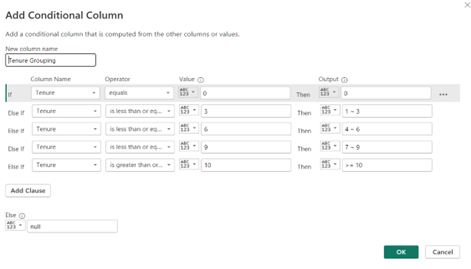 Add Conditional Column
Add a conditional column that is computed from the other columns or values.
New column name
Tenure Grouping
Column Name Operator Value Output
If Tenure equals ABC 123 0 Then ABC 123 0 ...
Else If Tenure is less than or eq... ABC 123 3 Then ABC 123 1 ~ 3
Else If Tenure is less than or eq... ABC 123 6 Then ABC 123 4 ~ 6
Else If Tenure is less than or eq... ABC 123 9 Then ABC 123 7 ~ 9
Else If Tenure is greater than or... ABC 123 10 Then ABC 123 >= 10
Add Clause
Else
ABC 123 null
OK Cancel